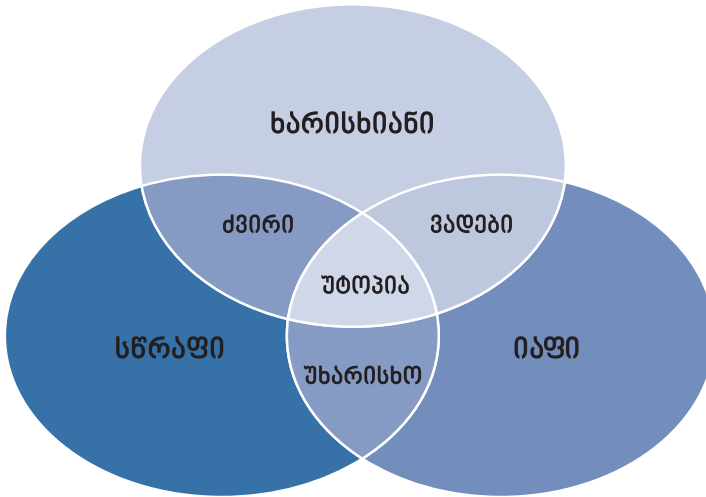 ხარისხიანი
ძვირი
ვადები
უტოპია
სწრაფი
იაფი
უხარისხო